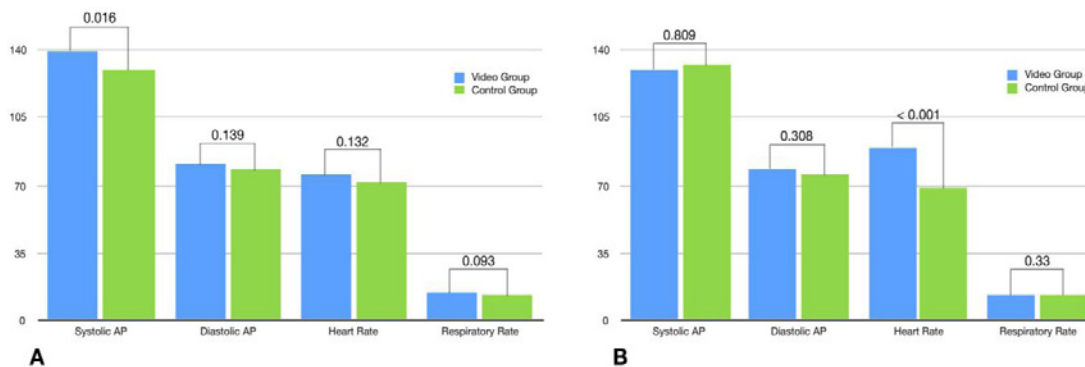 0.016
140
Video Group
Control Group
105
0.139
0.132
70
35
0.093
0
Systolic AP
Diastolic AP
Heart Rate
Respiratory Rate
A
0.809
140
Video Group
Control Group
105
< 0.001
0.308
70
35
0.33
0
Systolic AP
Diastolic AP
Heart Rate
Respiratory Rate
B